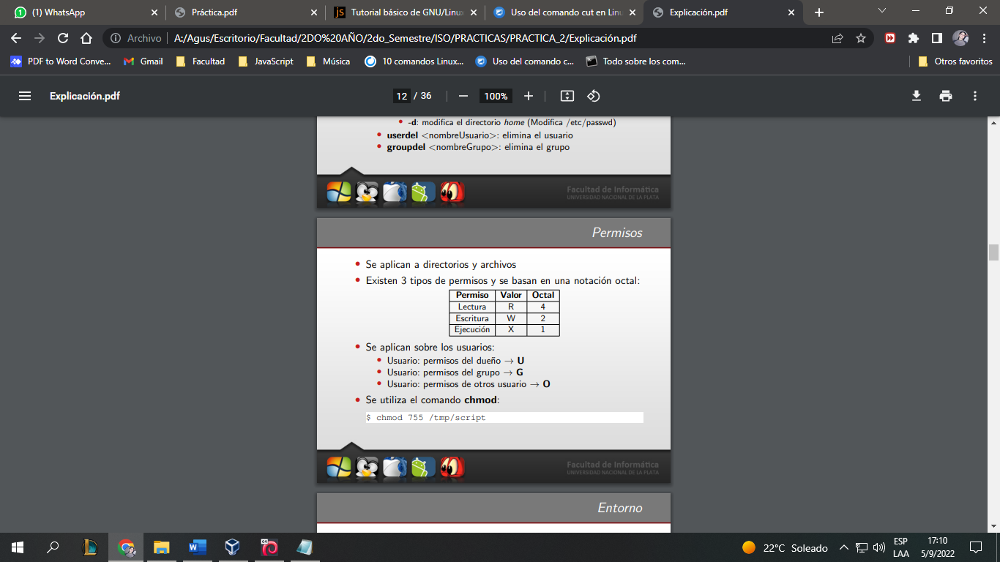 (1) WhatsApp
Práctica.pdf
Tutorial básico de GNU/Linux
Uso del comando cut en Linu
Explicación.pdf
Archivo
A:/Agus/Escritorio/Facultad/2DO%20AÑO/2do_Semestre/ISO/PRACTICAS/PRACTICA_2/Explicación.pdf
PDF to Word Conve...
Gmail
Facultad
JavaScript
Música
10 comandos Linux...
Uso del comando c...
Todo sobre los com...
Otros favoritos
Explicación.pdf
12 / 36
100%
-d: modifica el directorio home (Modifica /etc/passwd)
userdel <nombreUsuario>: elimina el usuario
groupdel <nombreGrupo>: elimina el grupo
Facultad de Informática
UNIVERSIDAD NACIONAL DE LA PLATA
Permisos
Se aplican a directorios y archivos
Existen 3 tipos de permisos y se basan en una notación octal:
Permiso Valor Octal
Lectura R 4
Escritura W 2
Ejecución X 1
Se aplican sobre los usuarios:
Usuario: permisos del dueño → U
Usuario: permisos del grupo → G
Usuario: permisos de otros usuario → O
Se utiliza el comando chmod:
$ chmod 755 /tmp/script
Facultad de Informática
UNIVERSIDAD NACIONAL DE LA PLATA
Entorno
22°C Soleado
ESP
LAA
17:10
5/9/2022